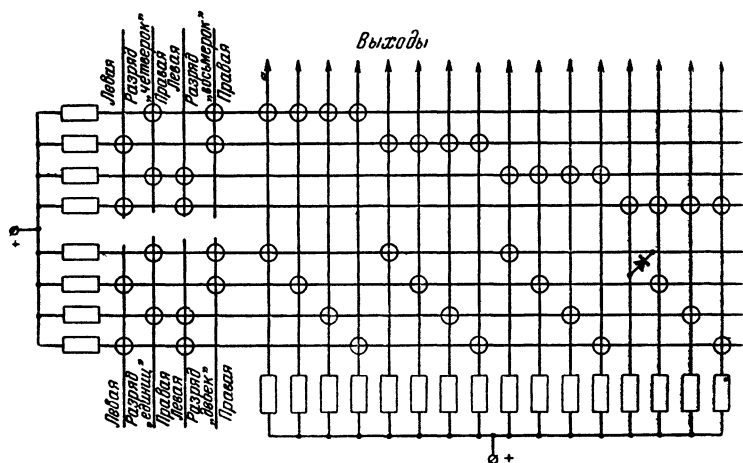 Выходы
Левая
Разряд
"четверок"
Правая
Левая
Разряд
"восьмерок"
Правая
+
Левая
Разряд
"единиц"
Правая
Левая
Разряд
"двоек"
Правая
+